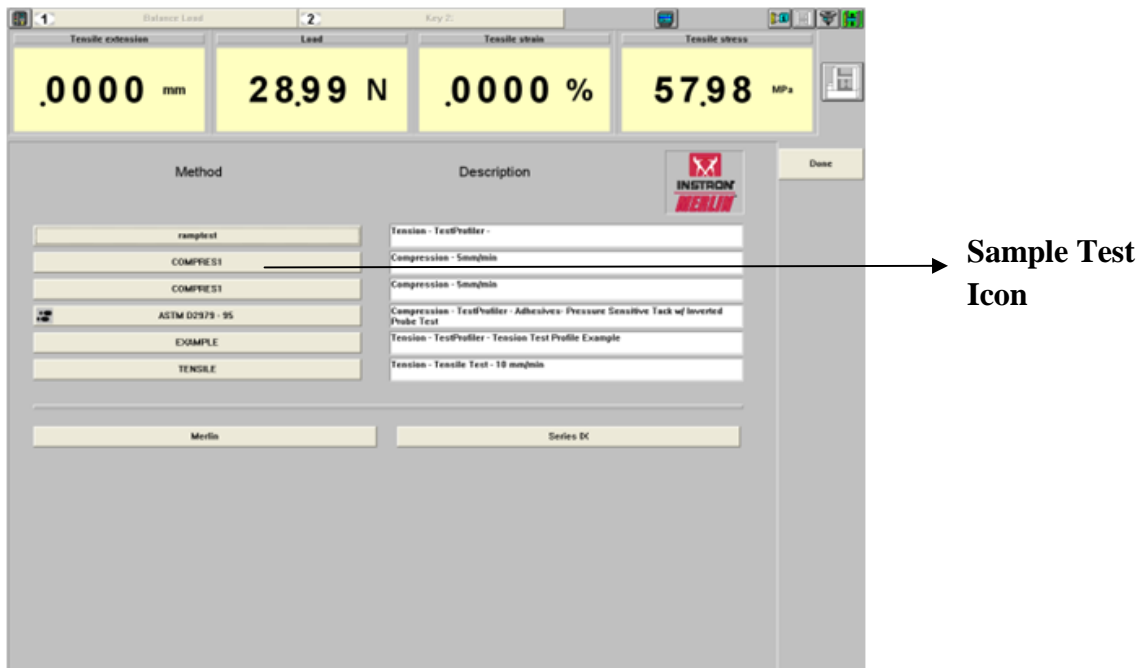 1 Balance Load 2 Key 2:
Tensile extension Load Tensile strain Tensile stress
.0000 mm 28.99 N .0000 % 57.98 MPa
Done
Method Description
INSTRON
MERLIN
ramptest Tension - TestProfiler -
COMPRES1 Compression - 5mm/min
COMPRES1 Compression - 5mm/min
ASTM D2979 - 95 Compression - TestProfiler - Adhesives- Pressure Sensitive Tack w/ Inverted
Probe Test
EXAMPLE Tension - TestProfiler - Tension Test Profile Example
TENSILE Tension - Tensile Test - 10 mm/min
Merlin Series IX
Sample Test
Icon